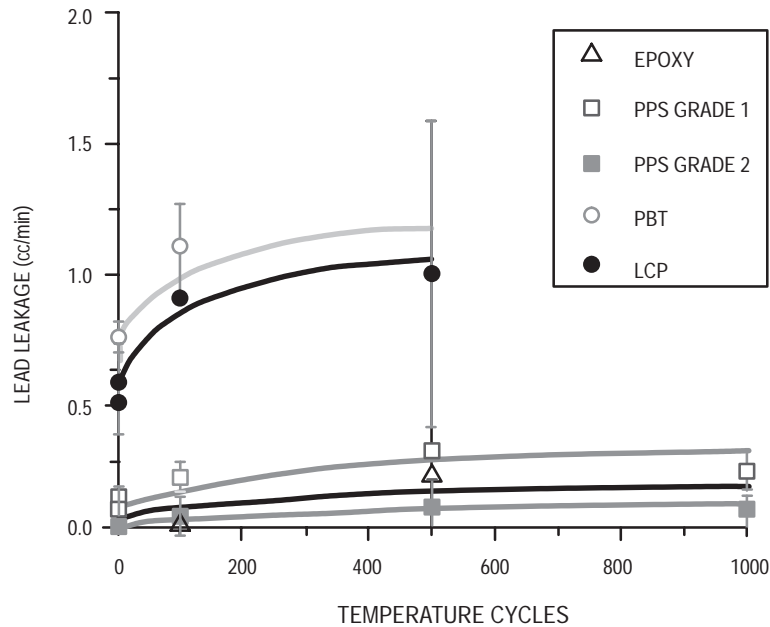 2.0
1.5
1.0
0.5
0.0
LEAD LEAKAGE (cc/min)
0
200
400
600
800
1000
TEMPERATURE CYCLES
EPOXY
PPS GRADE 1
PPS GRADE 2
PBT
LCP